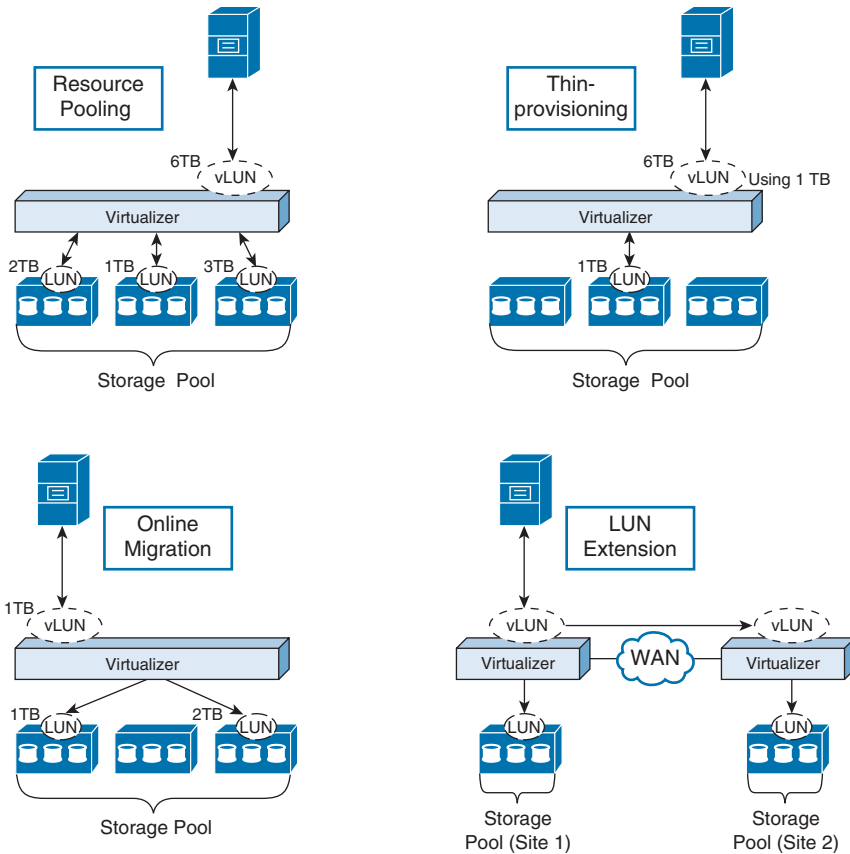 Resource
Pooling
6TB
vLUN
Virtualizer
2TB
LUN
1TB
LUN
3TB
LUN
Storage Pool
Thin-
provisioning
6TB
vLUN
Using 1 TB
Virtualizer
1TB
LUN
Storage Pool
Online
Migration
1TB
vLUN
Virtualizer
1TB
LUN
2TB
LUN
Storage Pool
LUN
Extension
vLUN
vLUN
Virtualizer
WAN
Virtualizer
LUN
LUN
Storage
Pool (Site 1)
Storage
Pool (Site 2)